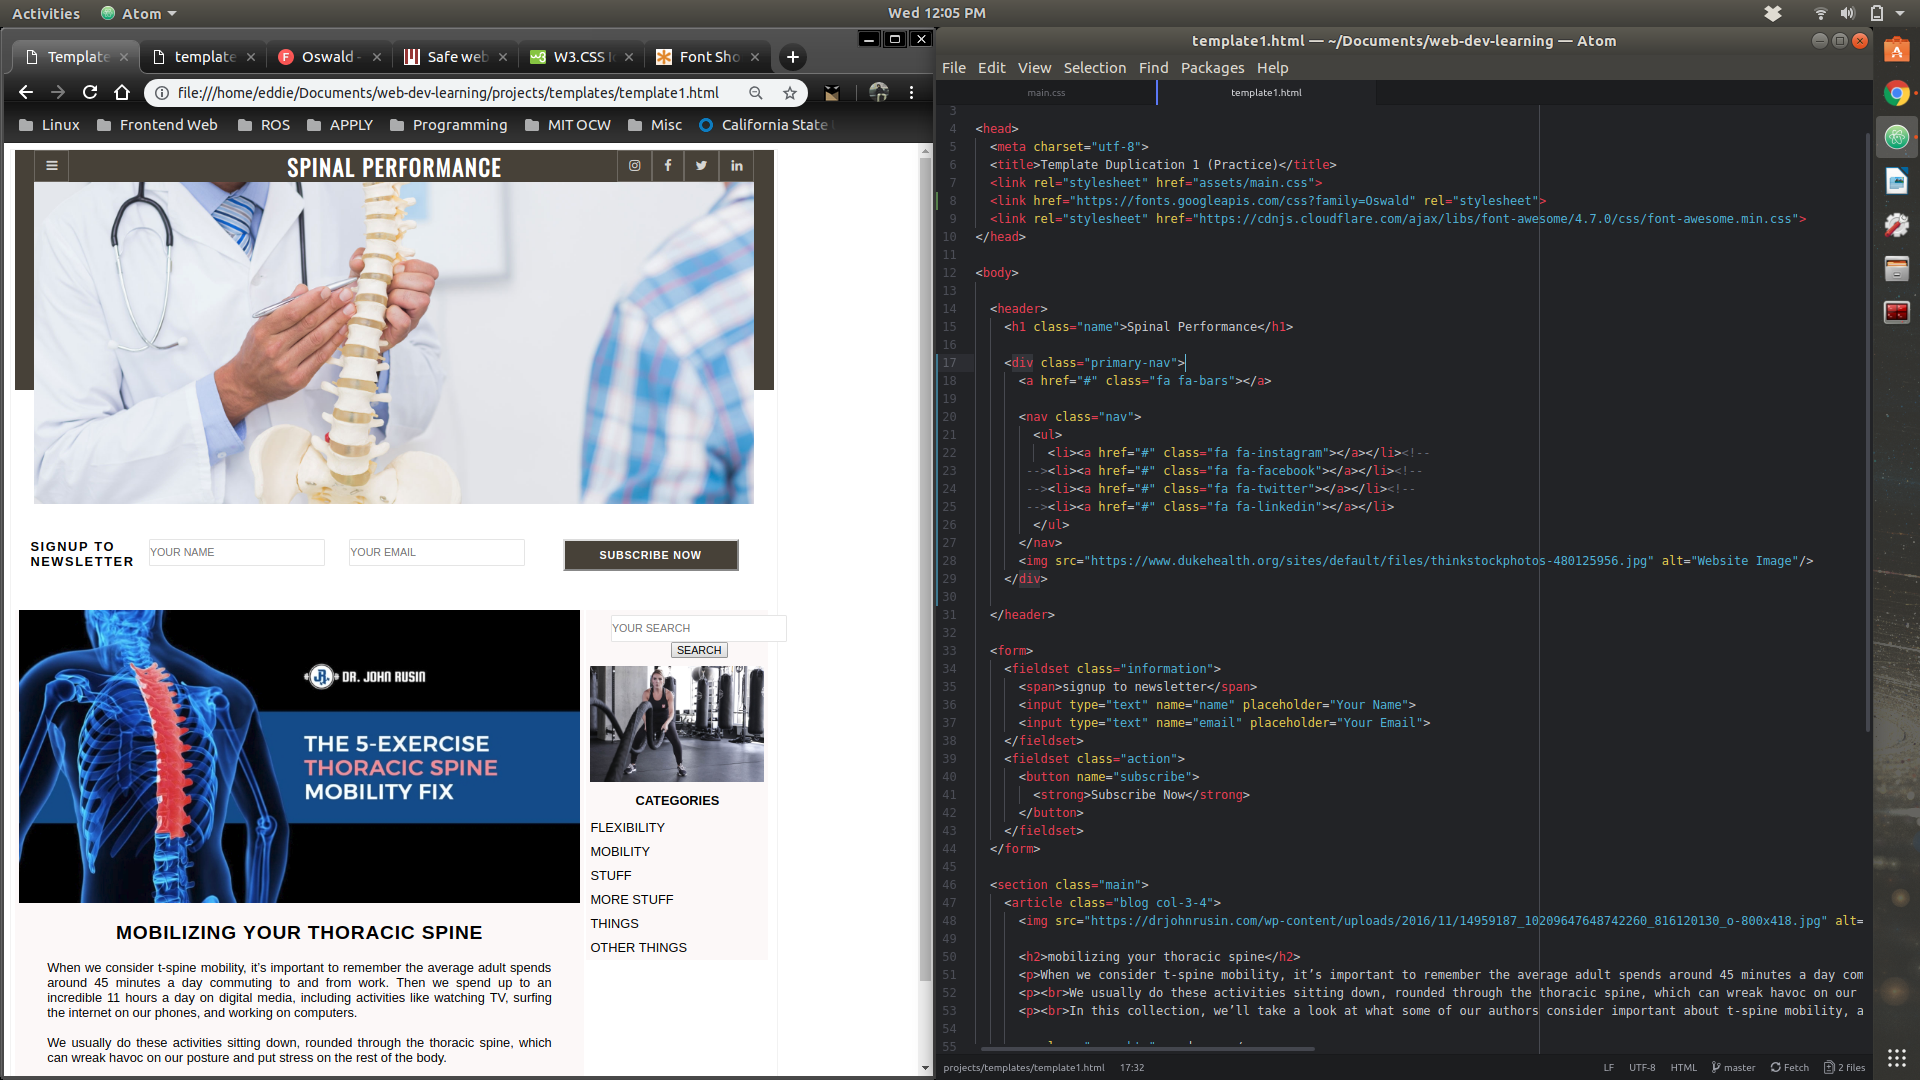 Activities
Atom
Wed 12:05 PM
Template
template
Oswald -
Safe web
W3.CSS Ic
Font Sho
file:///home/eddie/Documents/web-dev-learning/projects/templates/template1.html
Linux
Frontend Web
ROS
APPLY
Programming
MIT OCW
Misc
California State
SPINAL PERFORMANCE
SIGNUP TO
NEWSLETTER
YOUR NAME
YOUR EMAIL
SUBSCRIBE NOW
DR. JOHN RUSIN
THE 5-EXERCISE
THORACIC SPINE
MOBILITY FIX
YOUR SEARCH
SEARCH
CATEGORIES
FLEXIBILITY
MOBILITY
STUFF
MORE STUFF
THINGS
OTHER THINGS
MOBILIZING YOUR THORACIC SPINE
When we consider t-spine mobility, it's important to remember the average adult spends
around 45 minutes a day commuting to and from work. Then we spend up to an
incredible 11 hours a day on digital media, including activities like watching TV, surfing
the internet on our phones, and working on computers.
We usually do these activities sitting down, rounded through the thoracic spine, which
can wreak havoc on our posture and put stress on the rest of the body.
template1.html — ~/Documents/web-dev-learning — Atom
File Edit View Selection Find Packages Help
main.css
template1.html
3
4 <head>
5 <meta charset="utf-8">
6 <title>Template Duplication 1 (Practice)</title>
7 <link rel="stylesheet" href="assets/main.css">
8 <link href="https://fonts.googleapis.com/css?family=Oswald" rel="stylesheet">
9 <link rel="stylesheet" href="https://cdnjs.cloudflare.com/ajax/libs/font-awesome/4.7.0/css/font-awesome.min.css">
10 </head>
11
12 <body>
13
14 <header>
15 <h1 class="name">Spinal Performance</h1>
16
17 <div class="primary-nav">
18 <a href="#" class="fa fa-bars"></a>
19
20 <nav class="nav">
21 <ul>
22 <li><a href="#" class="fa fa-instagram"></a></li><!--
23 --><li><a href="#" class="fa fa-facebook"></a></li><!--
24 --><li><a href="#" class="fa fa-twitter"></a></li><!--
25 --><li><a href="#" class="fa fa-linkedin"></a></li>
26 </ul>
27 </nav>
28 <img src="https://www.dukehealth.org/sites/default/files/thinkstockphotos-480125956.jpg" alt="Website Image"/>
29 </div>
30
31 </header>
32
33 <form>
34 <fieldset class="information">
35 <span>signup to newsletter</span>
36 <input type="text" name="name" placeholder="Your Name">
37 <input type="text" name="email" placeholder="Your Email">
38 </fieldset>
39 <fieldset class="action">
40 <button name="subscribe">
41 <strong>Subscribe Now</strong>
42 </button>
43 </fieldset>
44 </form>
45
46 <section class="main">
47 <article class="blog col-3-4">
48 <img src="https://drjohnrusin.com/wp-content/uploads/2016/11/14959187_10209647648742260_816120130_o-800x418.jpg" alt=
49
50 <h2>mobilizing your thoracic spine</h2>
51 <p>When we consider t-spine mobility, it’s important to remember the average adult spends around 45 minutes a day com
52 <p><br>We usually do these activities sitting down, rounded through the thoracic spine, which can wreak havoc on our
53 <p><br>In this collection, we’ll take a look at what some of our authors consider important about t-spine mobility, a
54
55
projects/templates/template1.html 17:32
LF UTF-8 HTML master Fetch 2 files